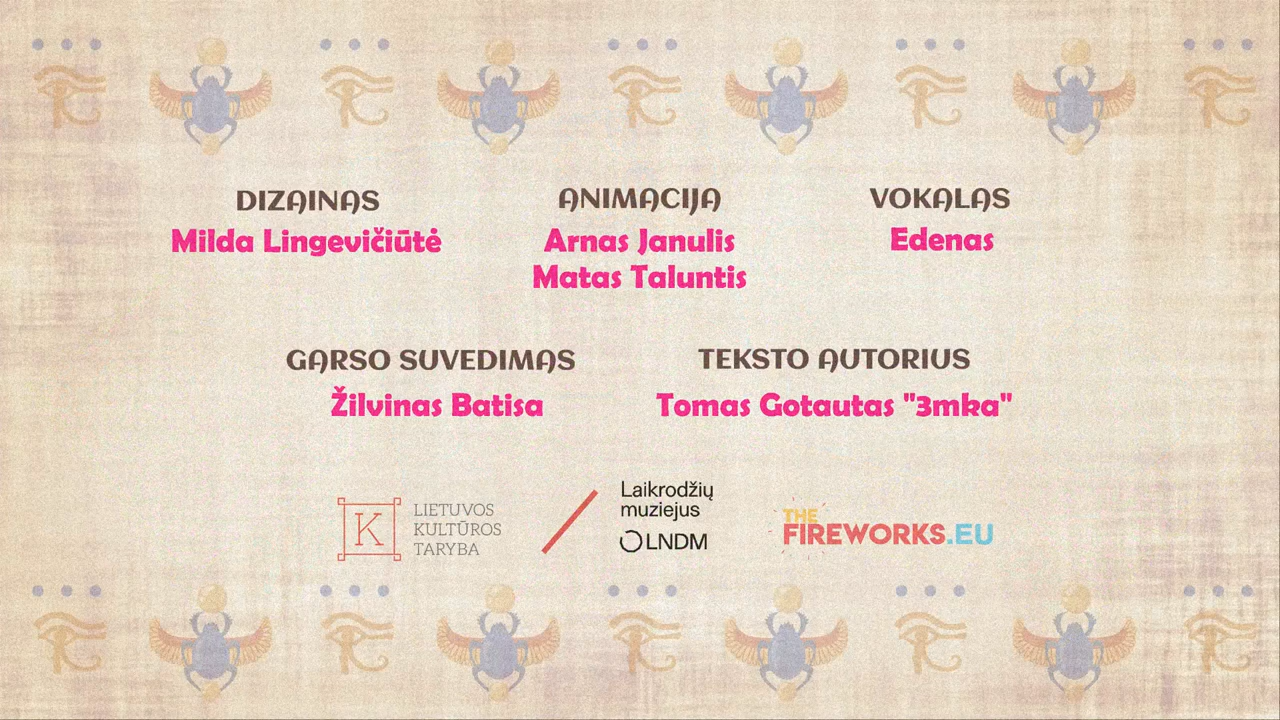 DIZAINAS
Milda Lingevičiūtė
ANIMACIJA
Arnas Janulis
Matas Taluntis
VOKALAS
Edenas
GARSO SUVEDIMAS
Žilvinas Batisa
TEKSTO AUTORIUS
Tomas Gotautas "3mka"
K
LIETUVOS
KULTŪROS
TARYBA
Laikrodžių
muziejus
LNDM
THE
FIREWORKS.EU